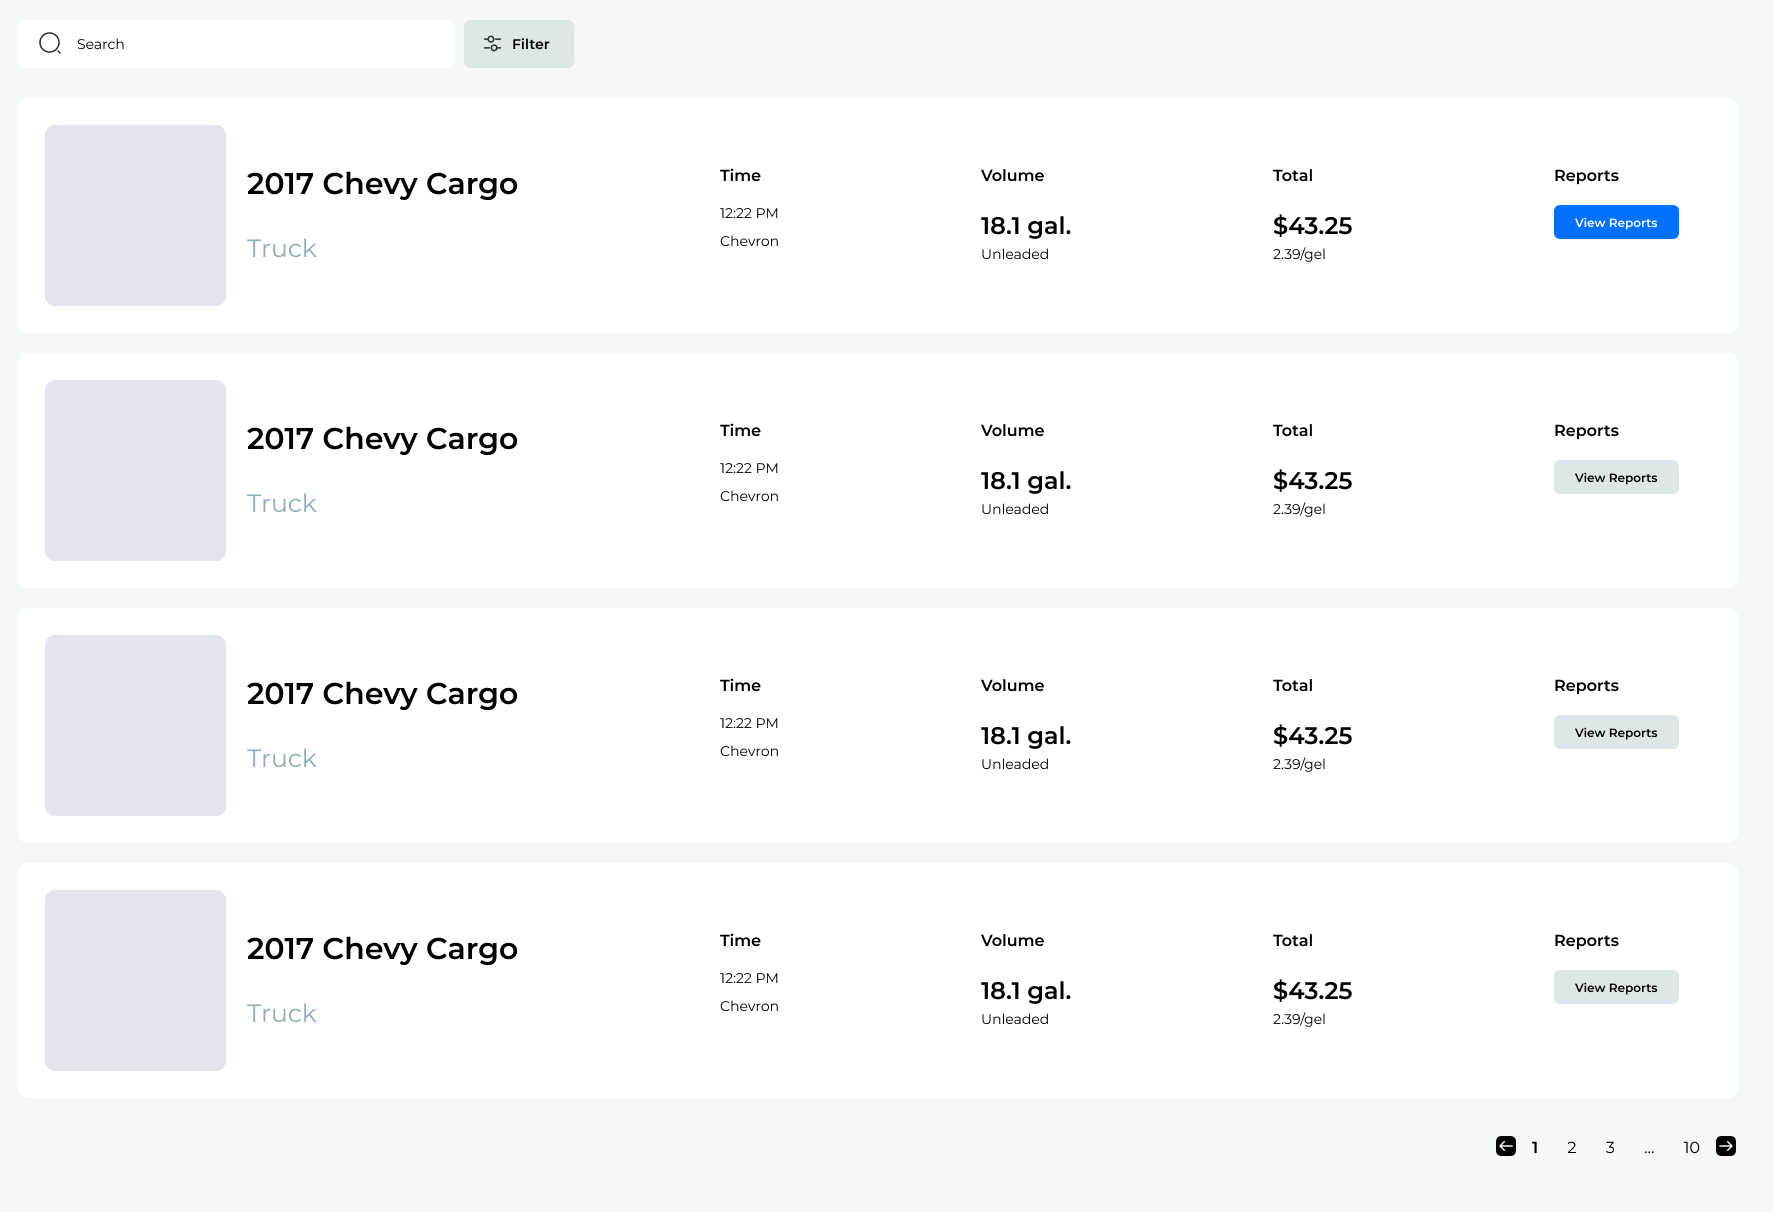 Search
Filter
2017 Chevy Cargo
Truck
Time
12:22 PM
Chevron
Volume
18.1 gal.
Unleaded
Total
$43.25
2.39/gel
Reports
View Reports
2017 Chevy Cargo
Truck
Time
12:22 PM
Chevron
Volume
18.1 gal.
Unleaded
Total
$43.25
2.39/gel
Reports
View Reports
2017 Chevy Cargo
Truck
Time
12:22 PM
Chevron
Volume
18.1 gal.
Unleaded
Total
$43.25
2.39/gel
Reports
View Reports
2017 Chevy Cargo
Truck
Time
12:22 PM
Chevron
Volume
18.1 gal.
Unleaded
Total
$43.25
2.39/gel
Reports
View Reports
1 2 3 ... 10